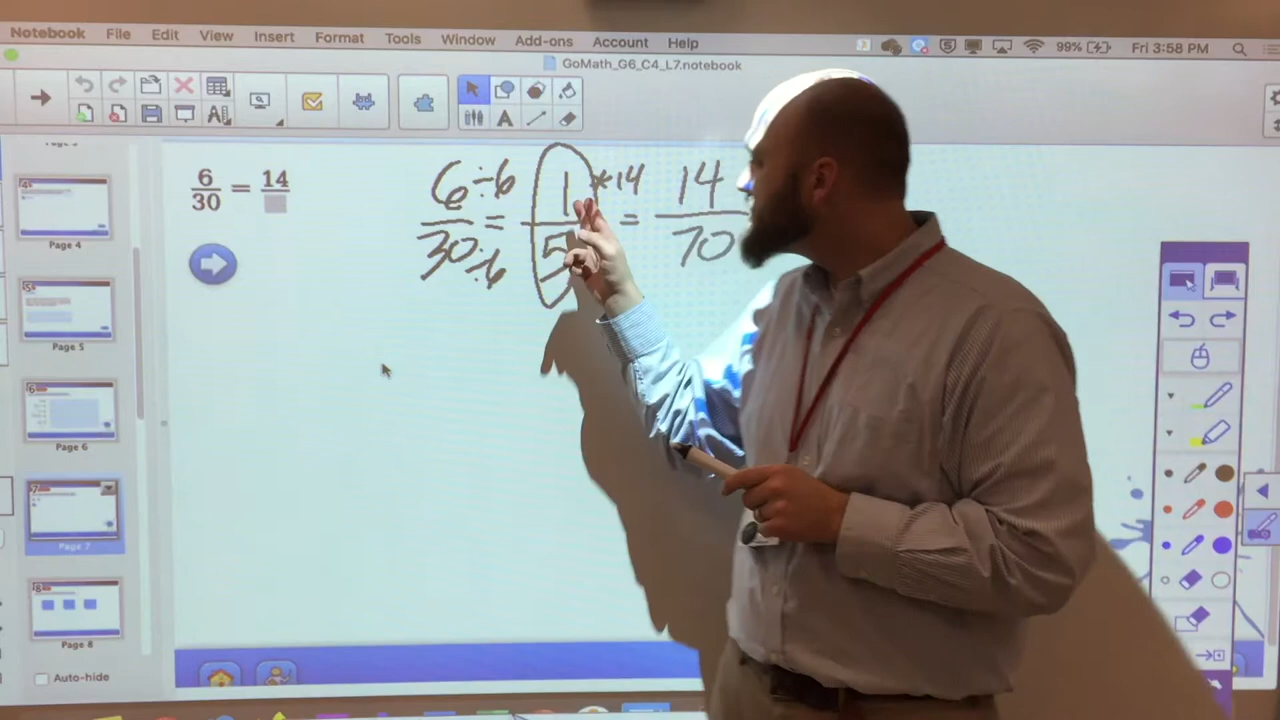 Notebook File Edit View Insert Format Tools Window Add-ons Account Help 99% Fri 3:58 PM
GoMath_G6_C4_L7.notebook
6/30 = 14/
6 ÷6 / 30 ÷6 = 1 *14 / 5 = 14 / 70
Page 4
Page 5
Page 6
Page 7
Page 8
Auto-hide